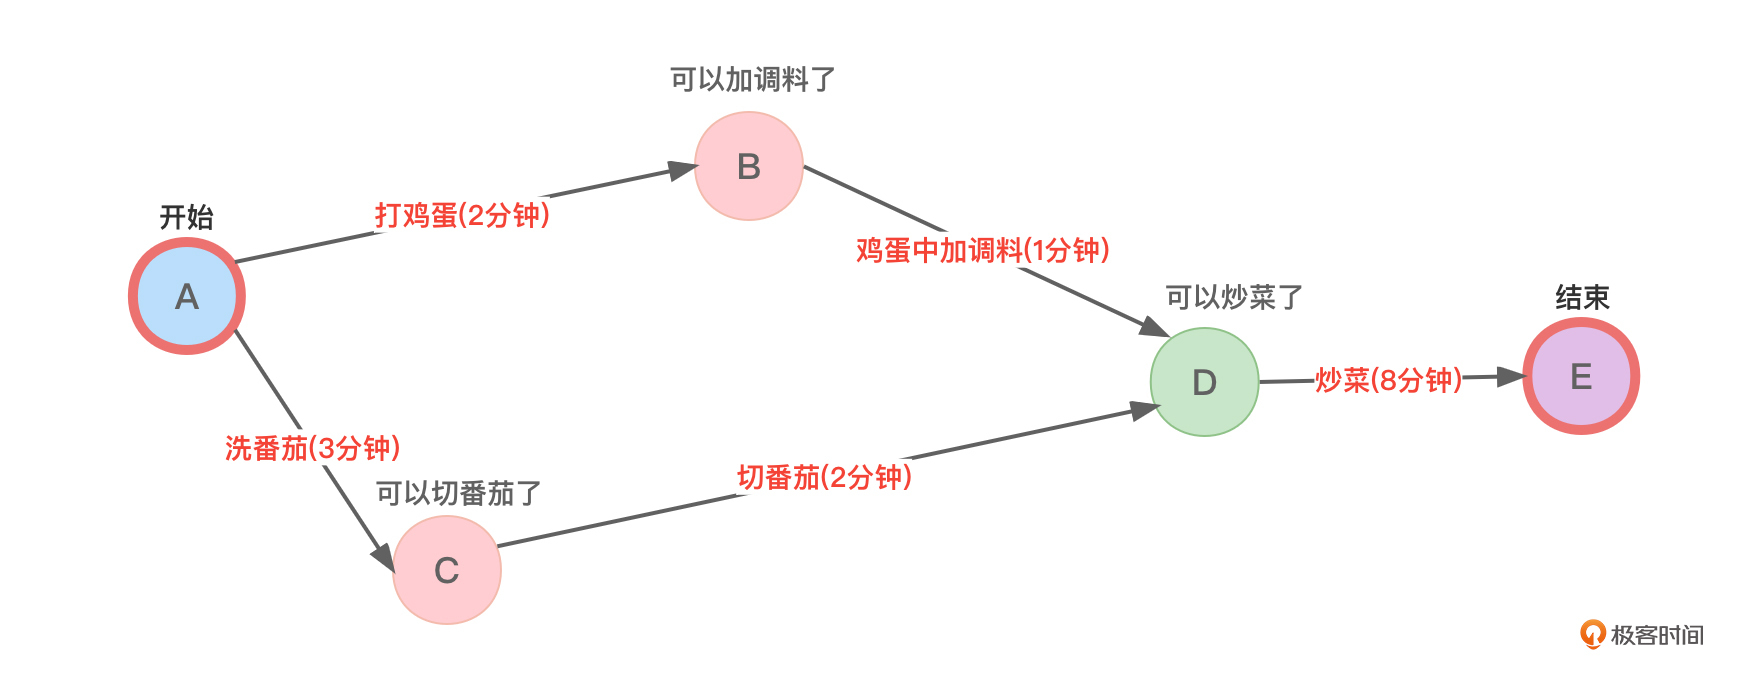 可以加调料了
B
打鸡蛋(2分钟)
开始
A
鸡蛋中加调料(1分钟)
可以炒菜了
结束
D
炒菜(8分钟)
E
洗番茄(3分钟)
可以切番茄了
切番茄(2分钟)
C
极客时间